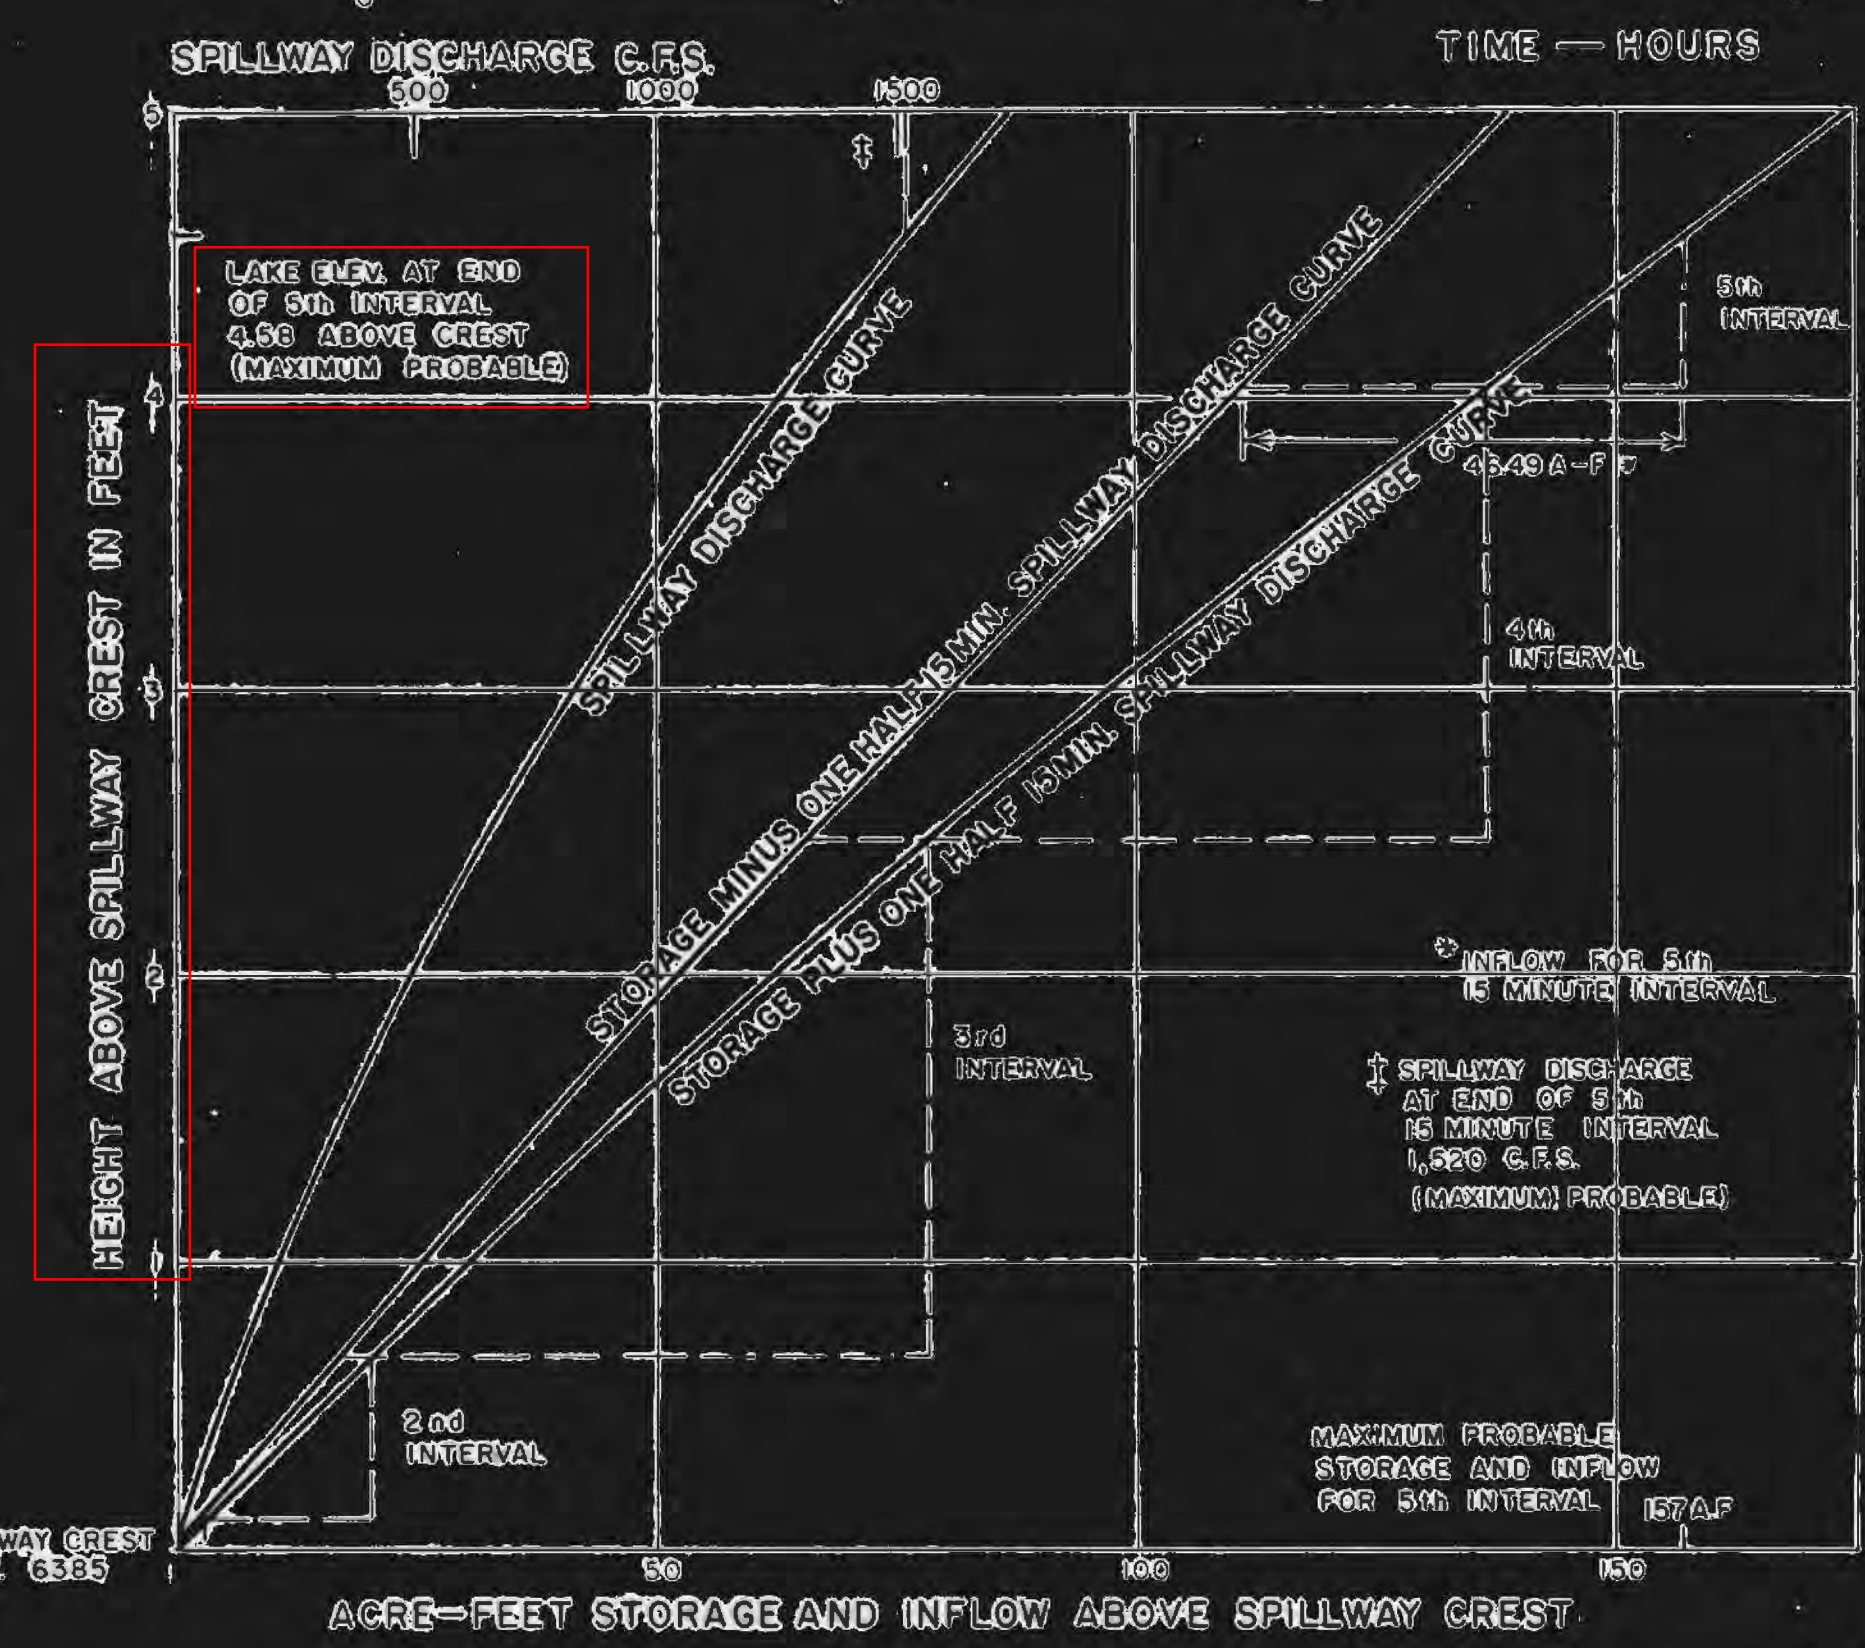 SPILLWAY DISCHARGE C.F.S.
TIME — HOURS
500 1000 1500
5
‡
LAKE ELEV. AT END
OF 5th INTERVAL
4.58 ABOVE CREST
(MAXIMUM PROBABLE)
5th
INTERVAL
4
HEIGHT ABOVE SPILLWAY CREST IN FEET
SPILLWAY DISCHARGE CURVE
STORAGE MINUS ONE HALF 15 MIN. SPILLWAY DISCHARGE CURVE
STORAGE PLUS ONE HALF 15 MIN. SPILLWAY DISCHARGE CURVE
46.49 A-F *
4th
INTERVAL
3
2
* INFLOW FOR 5th
15 MINUTE INTERVAL
3rd
INTERVAL
‡ SPILLWAY DISCHARGE
AT END OF 5th
15 MINUTE INTERVAL
1,520 C.F.S.
(MAXIMUM PROBABLE)
1
2nd
INTERVAL
MAXIMUM PROBABLE
STORAGE AND INFLOW
FOR 5th INTERVAL
157 A.F
WAY CREST
. 6385
50 100 150
ACRE-FEET STORAGE AND INFLOW ABOVE SPILLWAY CREST